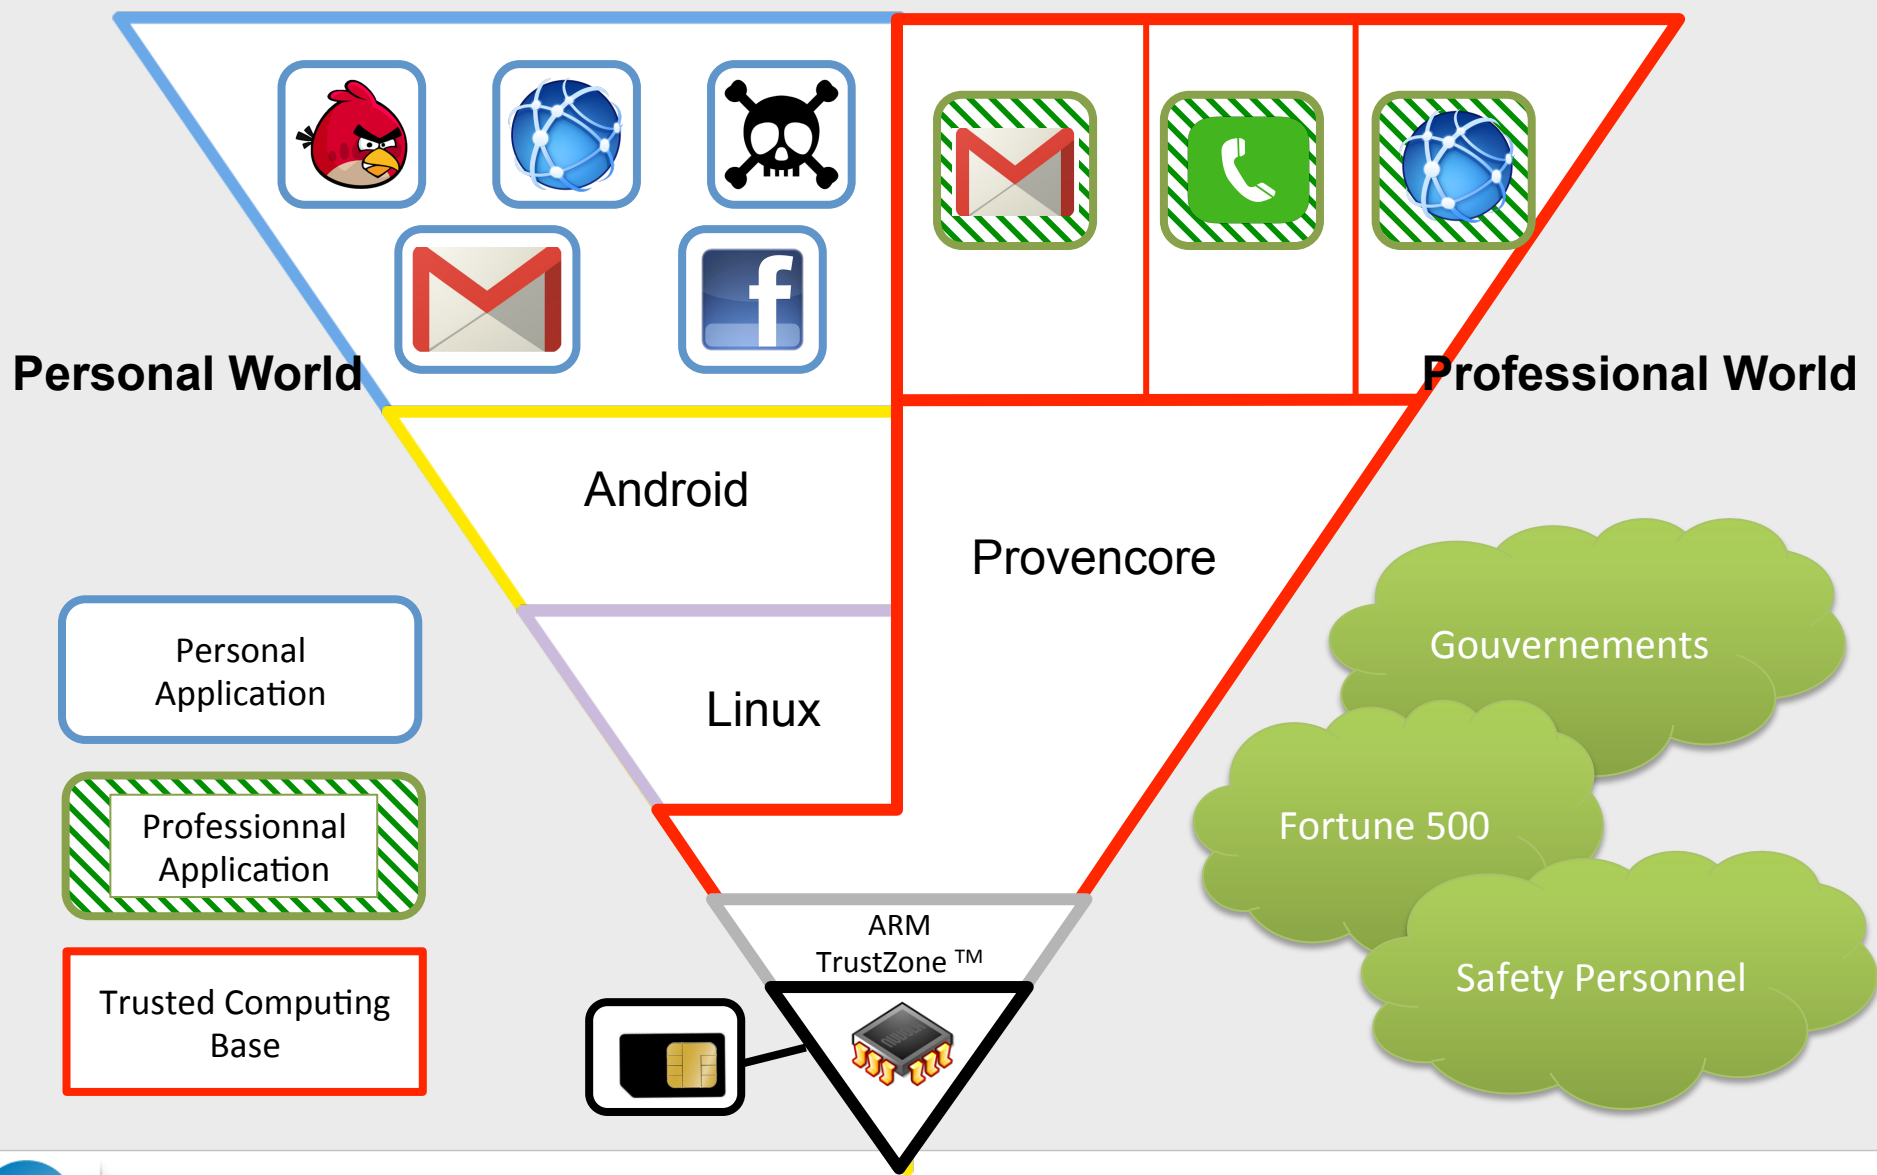 Personal World
Professional World
Android
Provencore
Linux
Personal
Application
Professionnal
Application
Trusted Computing
Base
ARM
TrustZone ™
Gouvernements
Fortune 500
Safety Personnel